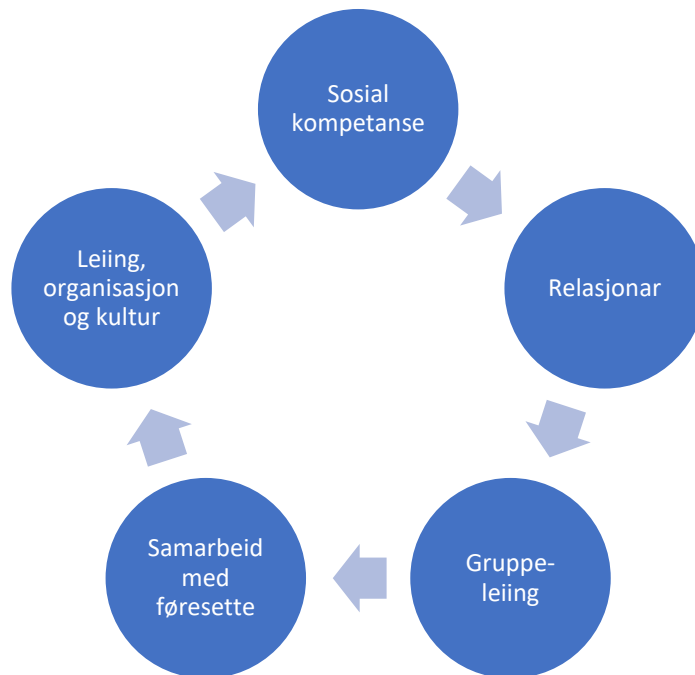 Sosial
kompetanse
Relasjonar
Gruppe-
leiing
Samarbeid
med
føresette
Leiing,
organisasjon
og kultur